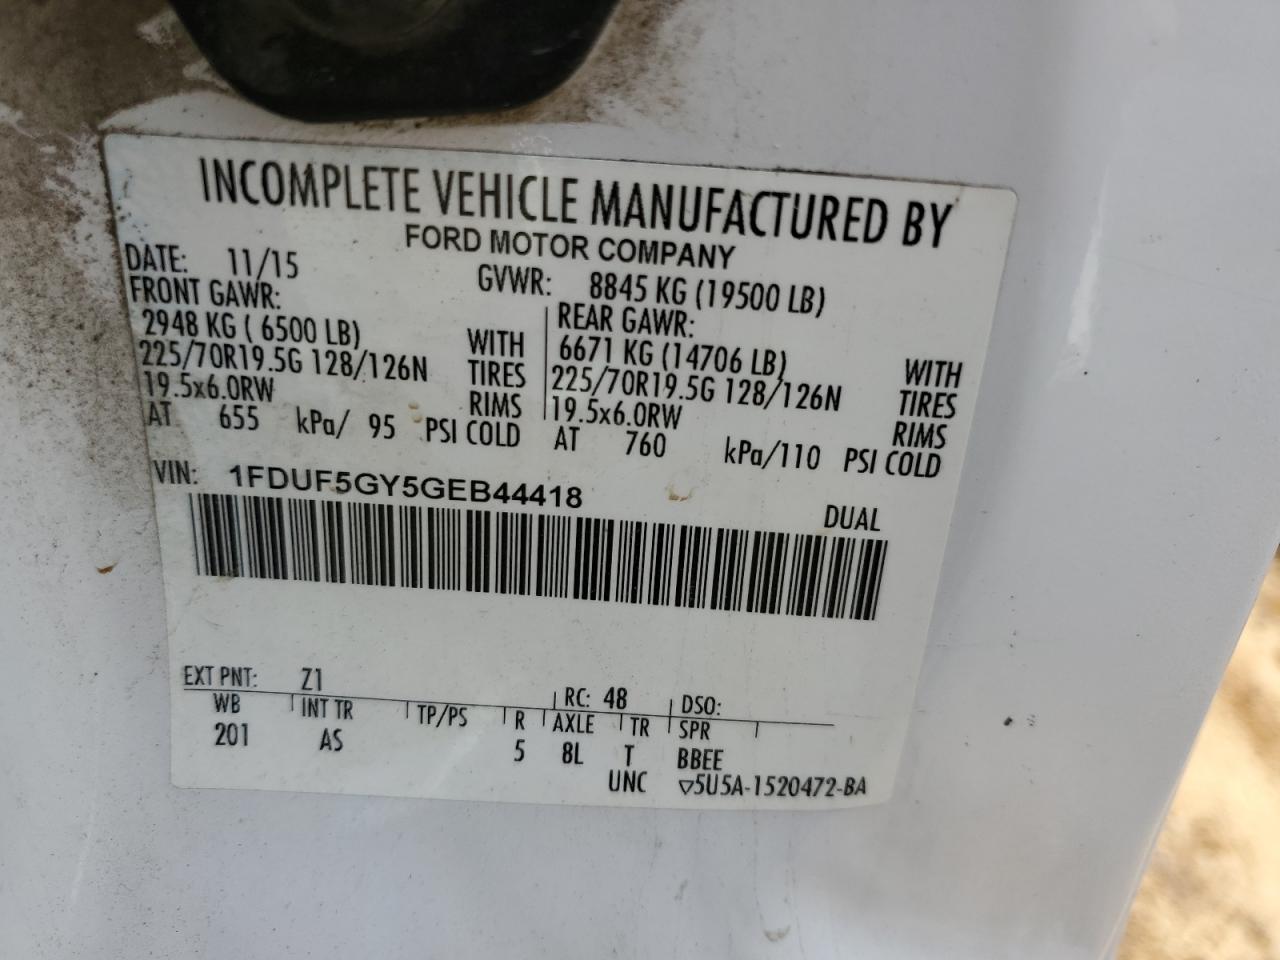 INCOMPLETE VEHICLE MANUFACTURED BY
FORD MOTOR COMPANY
DATE: 11/15 GVWR: 8845 KG (19500 LB)
FRONT GAWR: REAR GAWR:
2948 KG ( 6500 LB) WITH 6671 KG (14706 LB) WITH
225/70R19.5G 128/126N TIRES 225/70R19.5G 128/126N TIRES
19.5x6.0RW RIMS 19.5x6.0RW RIMS
AT 655 kPa/ 95 PSI COLD AT 760 kPa/110 PSI COLD
VIN: 1FDUF5GY5GEB44418
DUAL
EXT PNT: Z1 RC: 48 DSO:
WB INT TR TP/PS R AXLE TR SPR
201 AS 5 8L T BBEE
UNC ▽5U5A-1520472-BA